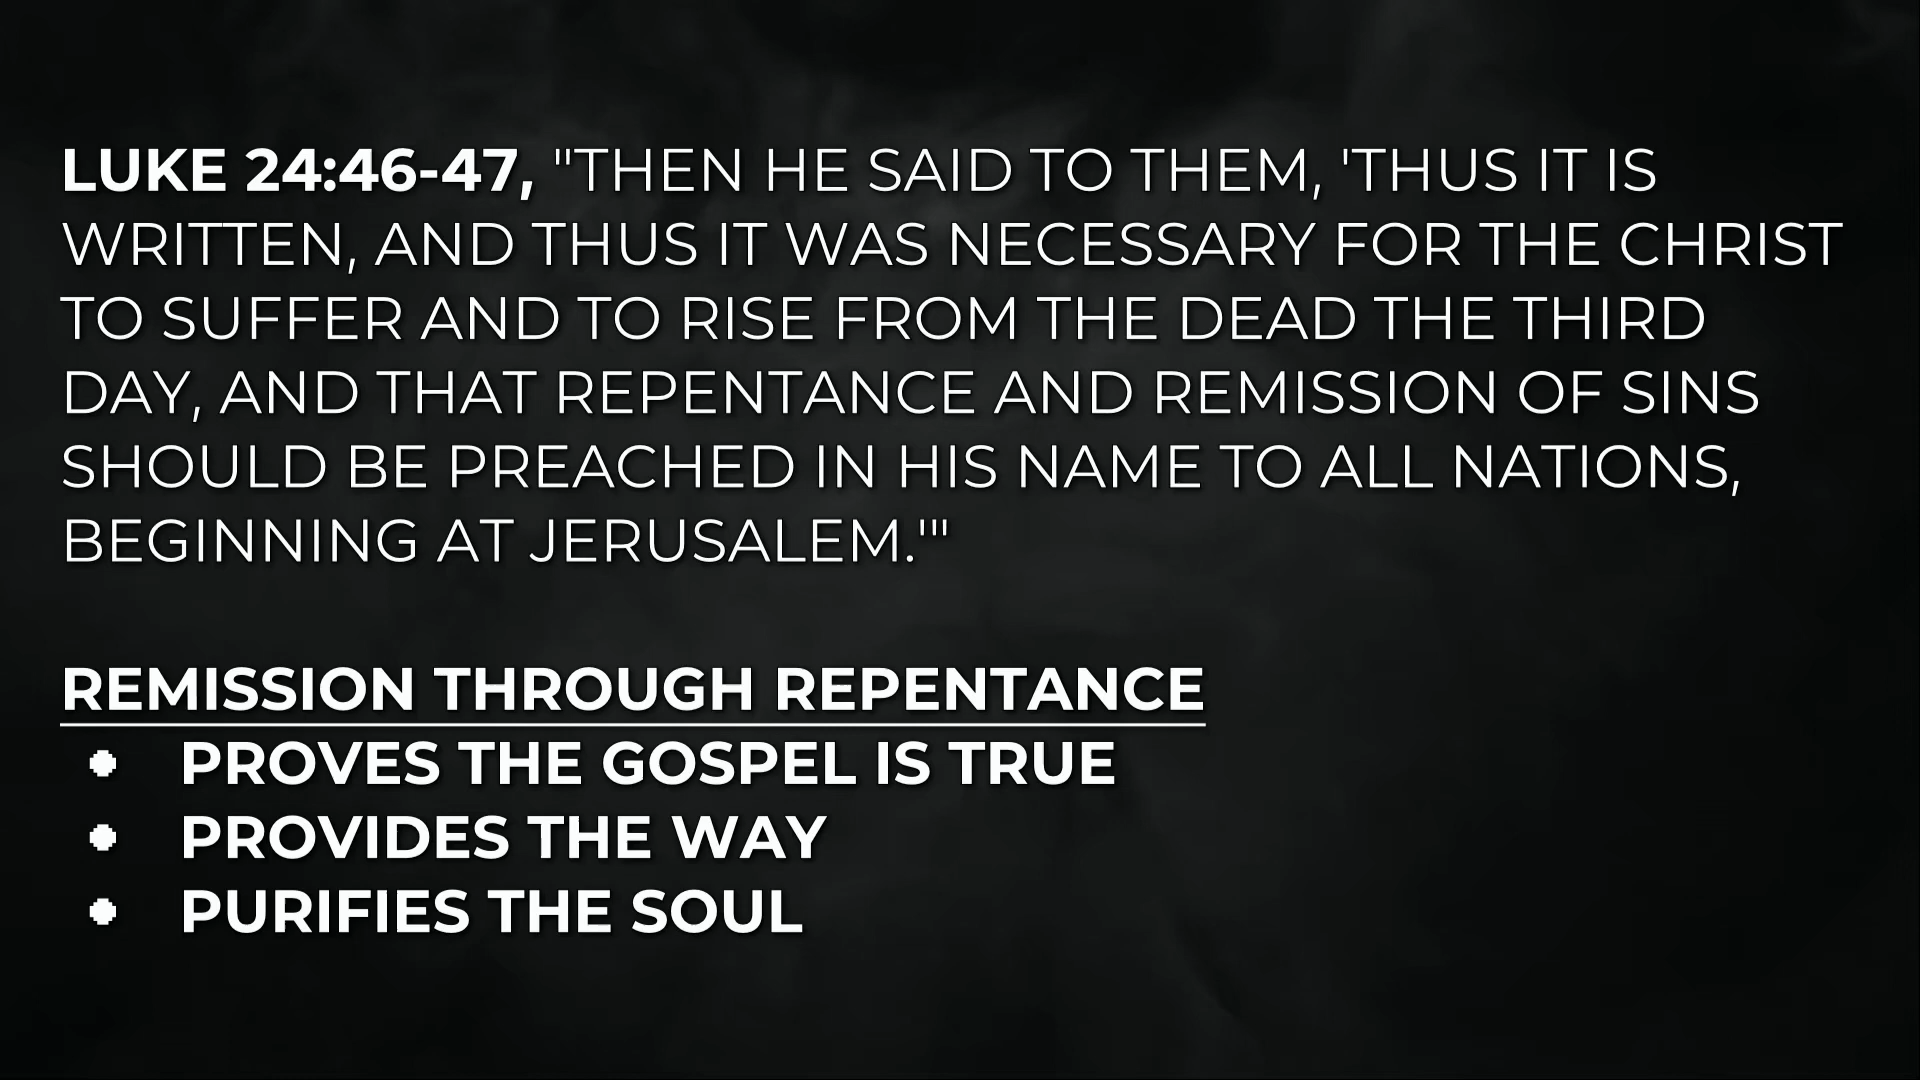 LUKE 24:46-47, "THEN HE SAID TO THEM, 'THUS IT IS
WRITTEN, AND THUS IT WAS NECESSARY FOR THE CHRIST
TO SUFFER AND TO RISE FROM THE DEAD THE THIRD
DAY, AND THAT REPENTANCE AND REMISSION OF SINS
SHOULD BE PREACHED IN HIS NAME TO ALL NATIONS,
BEGINNING AT JERUSALEM.'"
REMISSION THROUGH REPENTANCE
• PROVES THE GOSPEL IS TRUE
• PROVIDES THE WAY
• PURIFIES THE SOUL